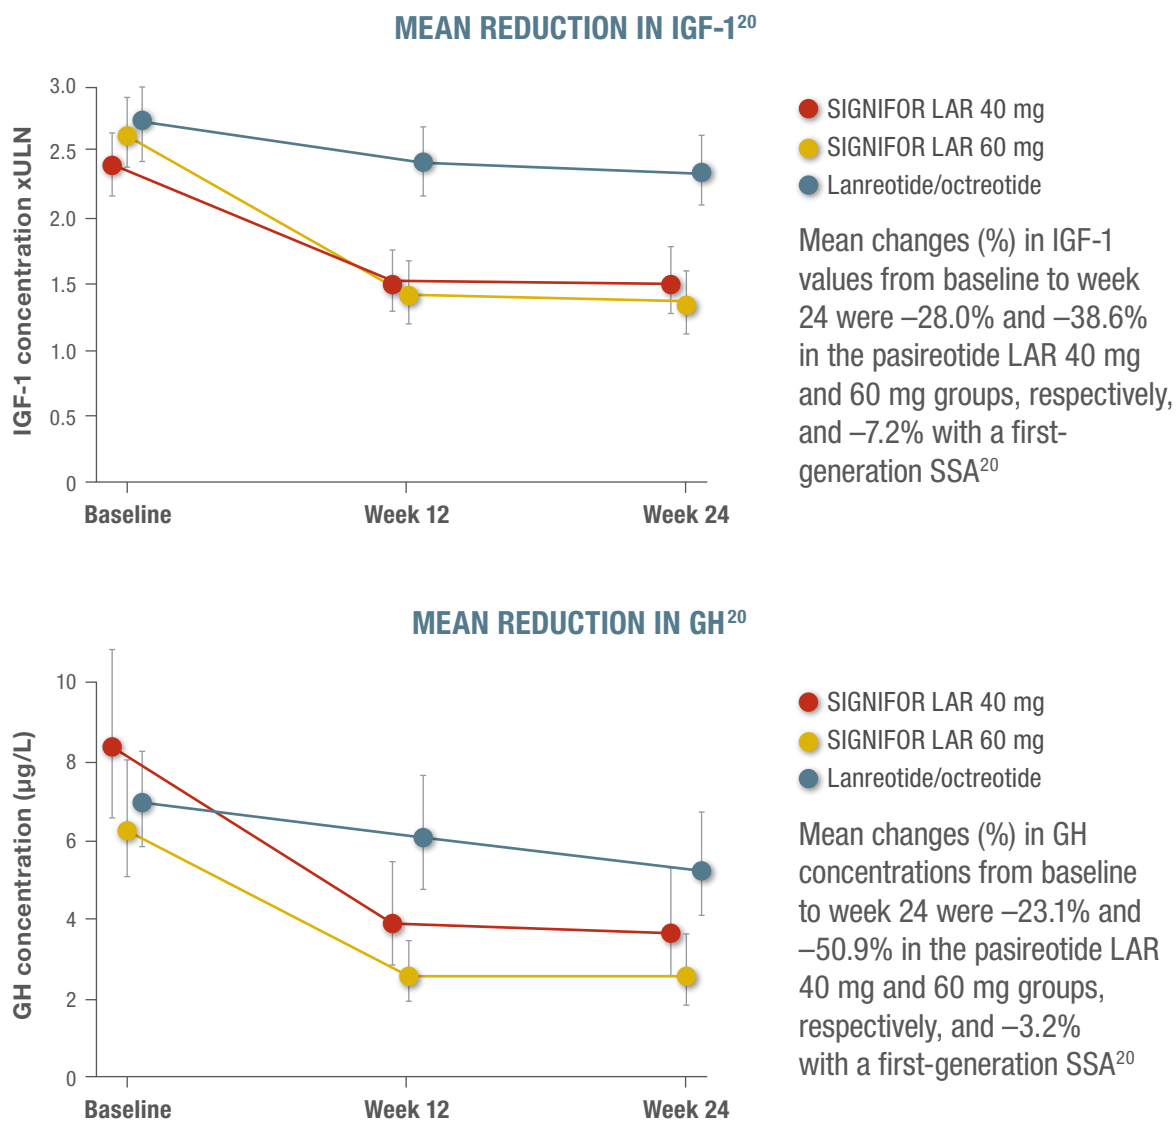 MEAN REDUCTION IN IGF-1²⁰
IGF-1 concentration xULN
3.0
2.5
2.0
1.5
1.0
0.5
0
Baseline
Week 12
Week 24
SIGNIFOR LAR 40 mg
SIGNIFOR LAR 60 mg
Lanreotide/octreotide
Mean changes (%) in IGF-1
values from baseline to week
24 were –28.0% and –38.6%
in the pasireotide LAR 40 mg
and 60 mg groups, respectively,
and –7.2% with a first-
generation SSA²⁰
MEAN REDUCTION IN GH²⁰
GH concentration (µg/L)
10
8
6
4
2
0
Baseline
Week 12
Week 24
SIGNIFOR LAR 40 mg
SIGNIFOR LAR 60 mg
Lanreotide/octreotide
Mean changes (%) in GH
concentrations from baseline
to week 24 were –23.1% and
–50.9% in the pasireotide LAR
40 mg and 60 mg groups,
respectively, and –3.2%
with a first-generation SSA²⁰